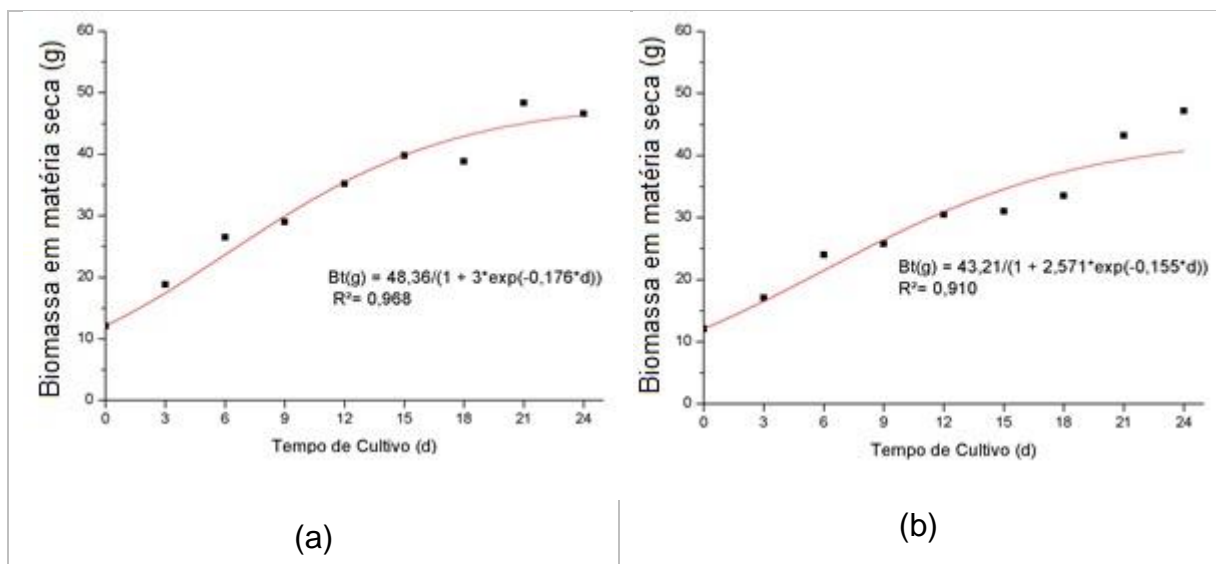 Biomassa em matéria seca (g)
60
50
40
30
20
10
0
Bt(g) = 48,36/(1 + 3*exp(-0,176*d))
R²= 0,968
0 3 6 9 12 15 18 21 24
Tempo de Cultivo (d)
(a)
Biomassa em matéria seca (g)
60
50
40
30
20
10
0
Bt(g) = 43,21/(1 + 2,571*exp(-0,155*d))
R²= 0,910
0 3 6 9 12 15 18 21 24
Tempo de Cultivo (d)
(b)